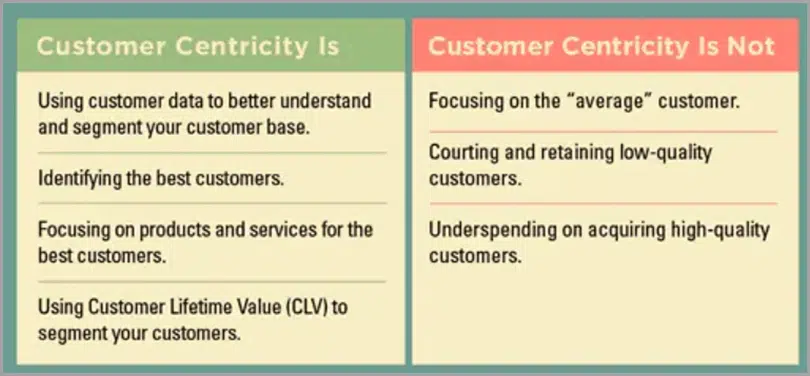 Customer Centricity Is
Using customer data to better understand
and segment your customer base.
Identifying the best customers.
Focusing on products and services for the
best customers.
Using Customer Lifetime Value (CLV) to
segment your customers.
Customer Centricity Is Not
Focusing on the “average” customer.
Courting and retaining low-quality
customers.
Underspending on acquiring high-quality
customers.